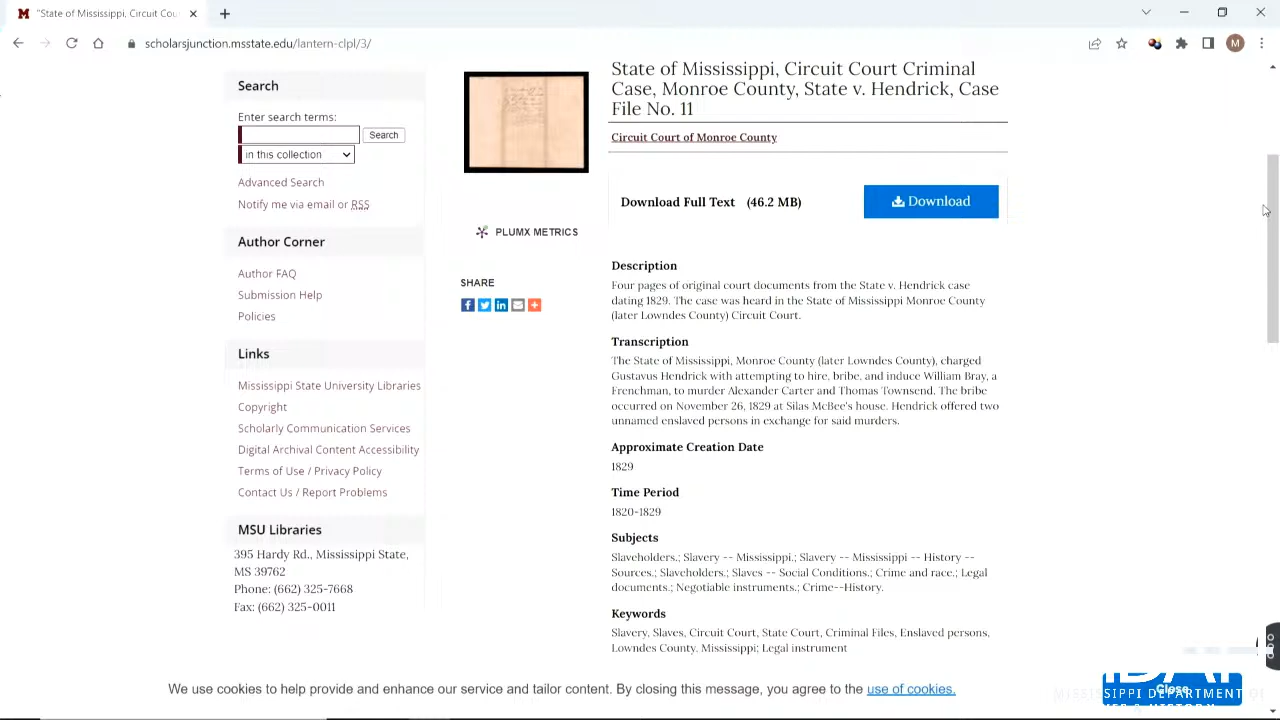 "State of Mississippi, Circuit Cou
scholarsjunction.msstate.edu/lantern-clpl/3/
M
Search
Enter search terms:
Search
in this collection
Advanced Search
Notify me via email or RSS
Author Corner
Author FAQ
Submission Help
Policies
Links
Mississippi State University Libraries
Copyright
Scholarly Communication Services
Digital Archival Content Accessibility
Terms of Use / Privacy Policy
Contact Us / Report Problems
MSU Libraries
395 Hardy Rd., Mississippi State,
MS 39762
Phone: (662) 325-7668
Fax: (662) 325-0011
PLUMX METRICS
SHARE
State of Mississippi, Circuit Court Criminal
Case, Monroe County, State v. Hendrick, Case
File No. 11
Circuit Court of Monroe County
Download Full Text (46.2 MB)
Download
Description
Four pages of original court documents from the State v. Hendrick case
dating 1829. The case was heard in the State of Mississippi Monroe County
(later Lowndes County) Circuit Court.
Transcription
The State of Mississippi, Monroe County (later Lowndes County), charged
Gustavus Hendrick with attempting to hire, bribe, and induce William Bray, a
Frenchman, to murder Alexander Carter and Thomas Townsend. The bribe
occurred on November 26, 1829 at Silas McBee's house. Hendrick offered two
unnamed enslaved persons in exchange for said murders.
Approximate Creation Date
1829
Time Period
1820-1829
Subjects
Slaveholders.; Slavery -- Mississippi.; Slavery -- Mississippi -- History --
Sources.; Slaveholders.; Slaves -- Social Conditions.; Crime and race.; Legal
documents.; Negotiable instruments.; Crime--History.
Keywords
Slavery, Slaves, Circuit Court, State Court, Criminal Files, Enslaved persons,
Lowndes County, Mississippi; Legal instrument
We use cookies to help provide and enhance our service and tailor content. By closing this message, you agree to the use of cookies.
Close
MISSISSIPPI DEPARTMENT OF